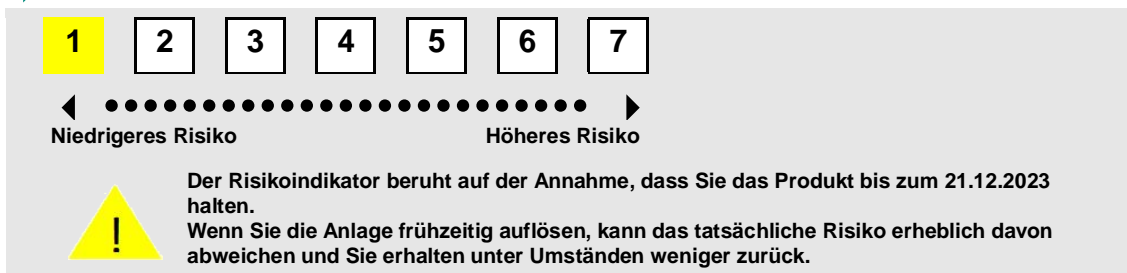 1 2 3 4 5 6 7
Niedrigeres Risiko Höheres Risiko
! Der Risikoindikator beruht auf der Annahme, dass Sie das Produkt bis zum 21.12.2023
halten.
Wenn Sie die Anlage frühzeitig auflösen, kann das tatsächliche Risiko erheblich davon
abweichen und Sie erhalten unter Umständen weniger zurück.